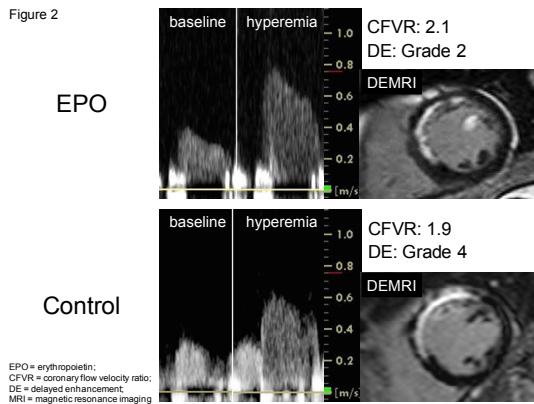 Figure 2
baseline
hyperemia
CFVR: 2.1
DE: Grade 2
EPO
1.0
0.8
0.6
0.4
0.2
[m/s]
DEMRI
baseline
hyperemia
CFVR: 1.9
DE: Grade 4
Control
1.0
0.8
0.6
0.4
0.2
[m/s]
DEMRI
EPO = erythropoietin;
CFVR = coronary flow velocity ratio;
DE = delayed enhancement;
MRI = magnetic resonance imaging